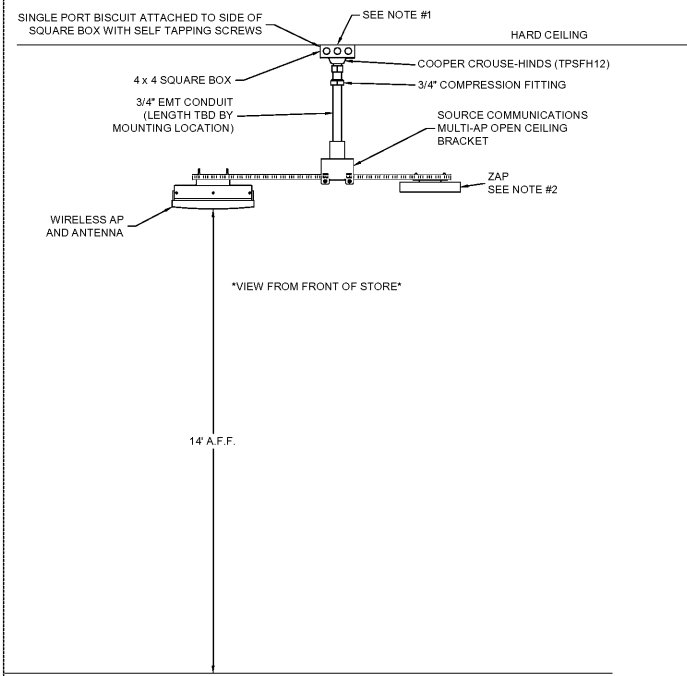 SINGLE PORT BISCUIT ATTACHED TO SIDE OF
SQUARE BOX WITH SELF TAPPING SCREWS
SEE NOTE #1
HARD CEILING
COOPER CROUSE-HINDS (TPSFH12)
4 x 4 SQUARE BOX
3/4" COMPRESSION FITTING
3/4" EMT CONDUIT
(LENGTH TBD BY
MOUNTING LOCATION)
SOURCE COMMUNICATIONS
MULTI-AP OPEN CEILING
BRACKET
ZAP
SEE NOTE #2
WIRELESS AP
AND ANTENNA
*VIEW FROM FRONT OF STORE*
14' A.F.F.